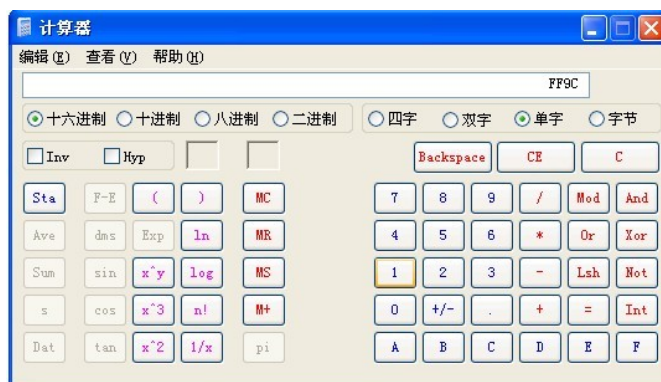 计算器
编辑(E) 查看(V) 帮助(H)
FF9C
十六进制 十进制 八进制 二进制 四字 双字 单字 字节
Inv Hyp Backspace CE C
Sta F-E ( ) MC 7 8 9 / Mod And
Ave dms Exp ln MR 4 5 6 * Or Xor
Sum sin x^y log MS 1 2 3 - Lsh Not
s cos x^3 n! M+ 0 +/- . + = Int
Dat tan x^2 1/x pi A B C D E F